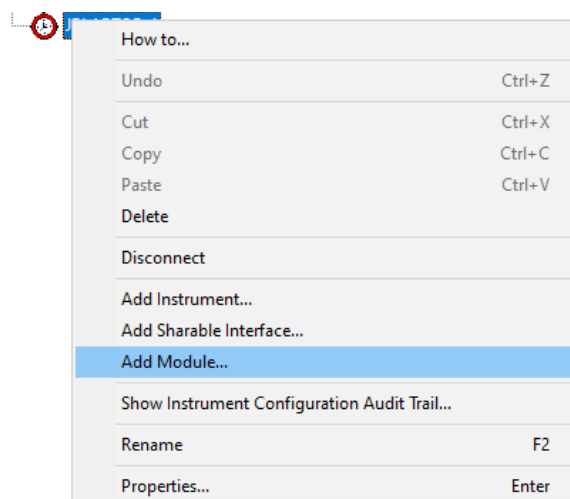 How to...
Undo Ctrl+Z
Cut Ctrl+X
Copy Ctrl+C
Paste Ctrl+V
Delete
Disconnect
Add Instrument...
Add Sharable Interface...
Add Module...
Show Instrument Configuration Audit Trail...
Rename F2
Properties... Enter